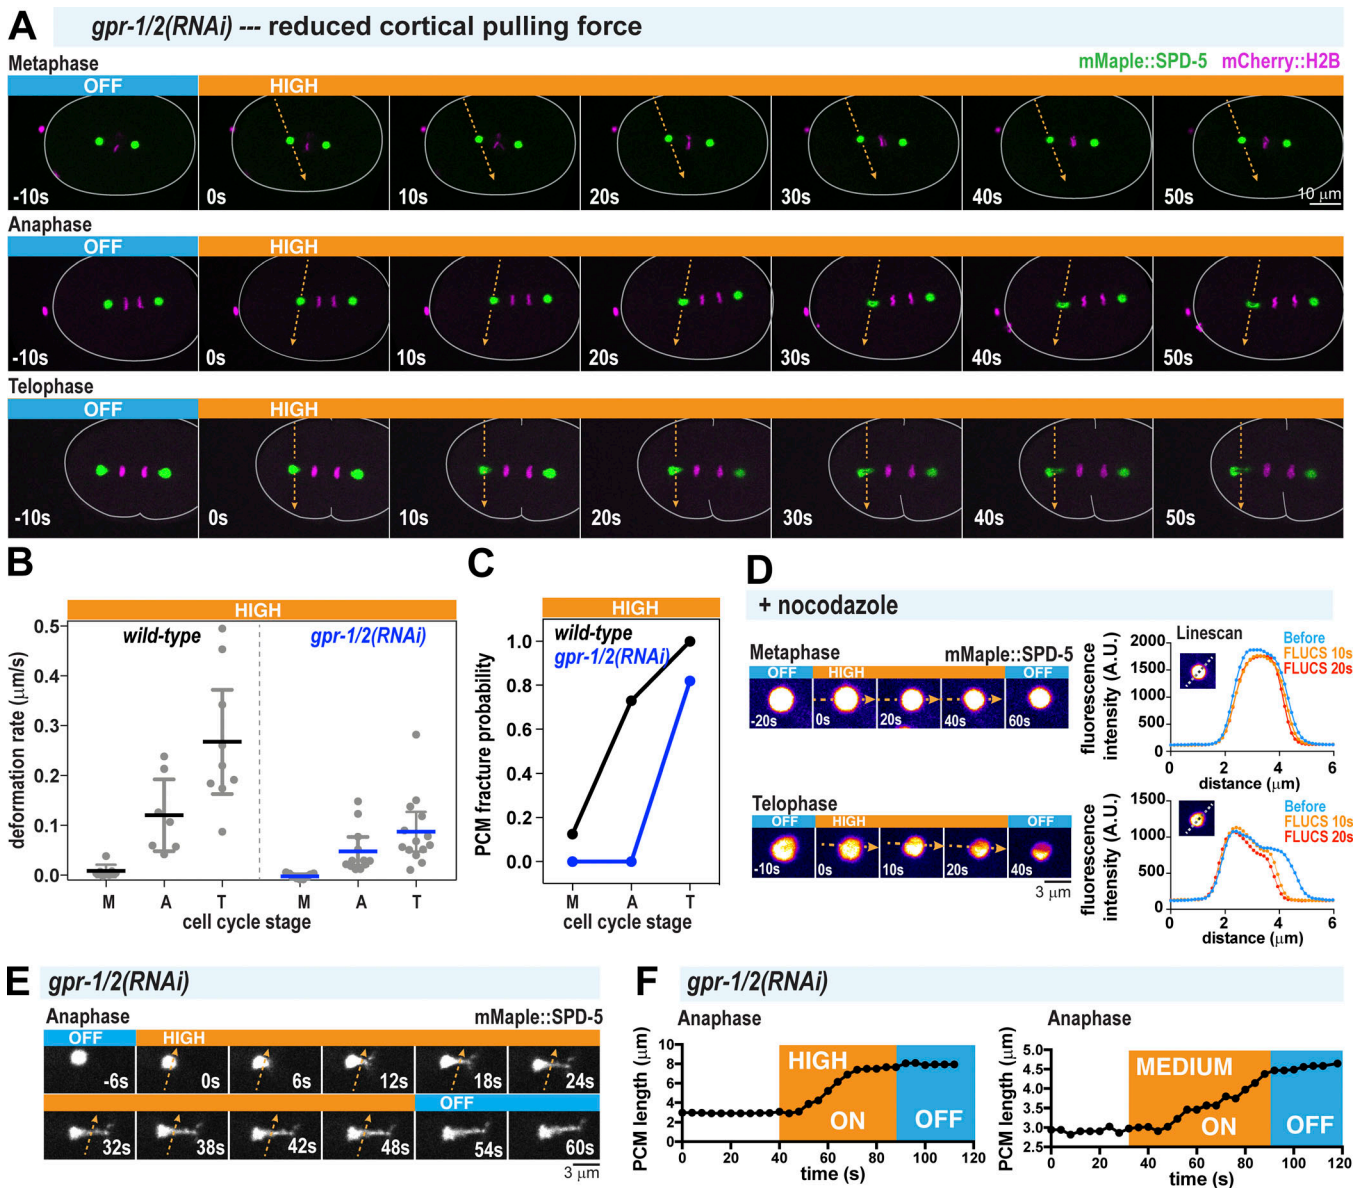 A
gpr-1/2(RNAi) --- reduced cortical pulling force
Metaphase
mMaple::SPD-5 mCherry::H2B
OFF HIGH
-10s 0s 10s 20s 30s 40s 50s
10 μm
Anaphase
OFF HIGH
-10s 0s 10s 20s 30s 40s 50s
Telophase
OFF HIGH
-10s 0s 10s 20s 30s 40s 50s
B
HIGH
wild-type gpr-1/2(RNAi)
deformation rate (μm/s)
0.5
0.4
0.3
0.2
0.1
0.0
M A T M A T
cell cycle stage
C
HIGH
wild-type
gpr-1/2(RNAi)
PCM fracture probability
1.0
0.8
0.6
0.4
0.2
0.0
M A T
cell cycle stage
D
+ nocodazole
Metaphase mMaple::SPD-5
OFF HIGH OFF
-20s 0s 20s 40s 60s
fluorescence
intensity (A.U.)
2000
1500
1000
500
0
Linescan
Before
FLUCS 10s
FLUCS 20s
0 2 4 6
distance (μm)
Telophase
OFF HIGH OFF
-10s 0s 10s 20s 40s
3 μm
fluorescence
intensity (A.U.)
1500
1000
500
0
Before
FLUCS 10s
FLUCS 20s
0 2 4 6
distance (μm)
E
gpr-1/2(RNAi)
Anaphase mMaple::SPD-5
OFF HIGH
-6s 0s 6s 12s 18s 24s
OFF
32s 38s 42s 48s 54s 60s
3 μm
F
gpr-1/2(RNAi)
Anaphase
PCM length (μm)
10
8
6
4
2
0
HIGH
ON OFF
0 20 40 60 80 100 120
time (s)
Anaphase
PCM length (μm)
5.0
4.5
4.0
3.5
3.0
2.5
MEDIUM
ON OFF
0 20 40 60 80 100 120
time (s)